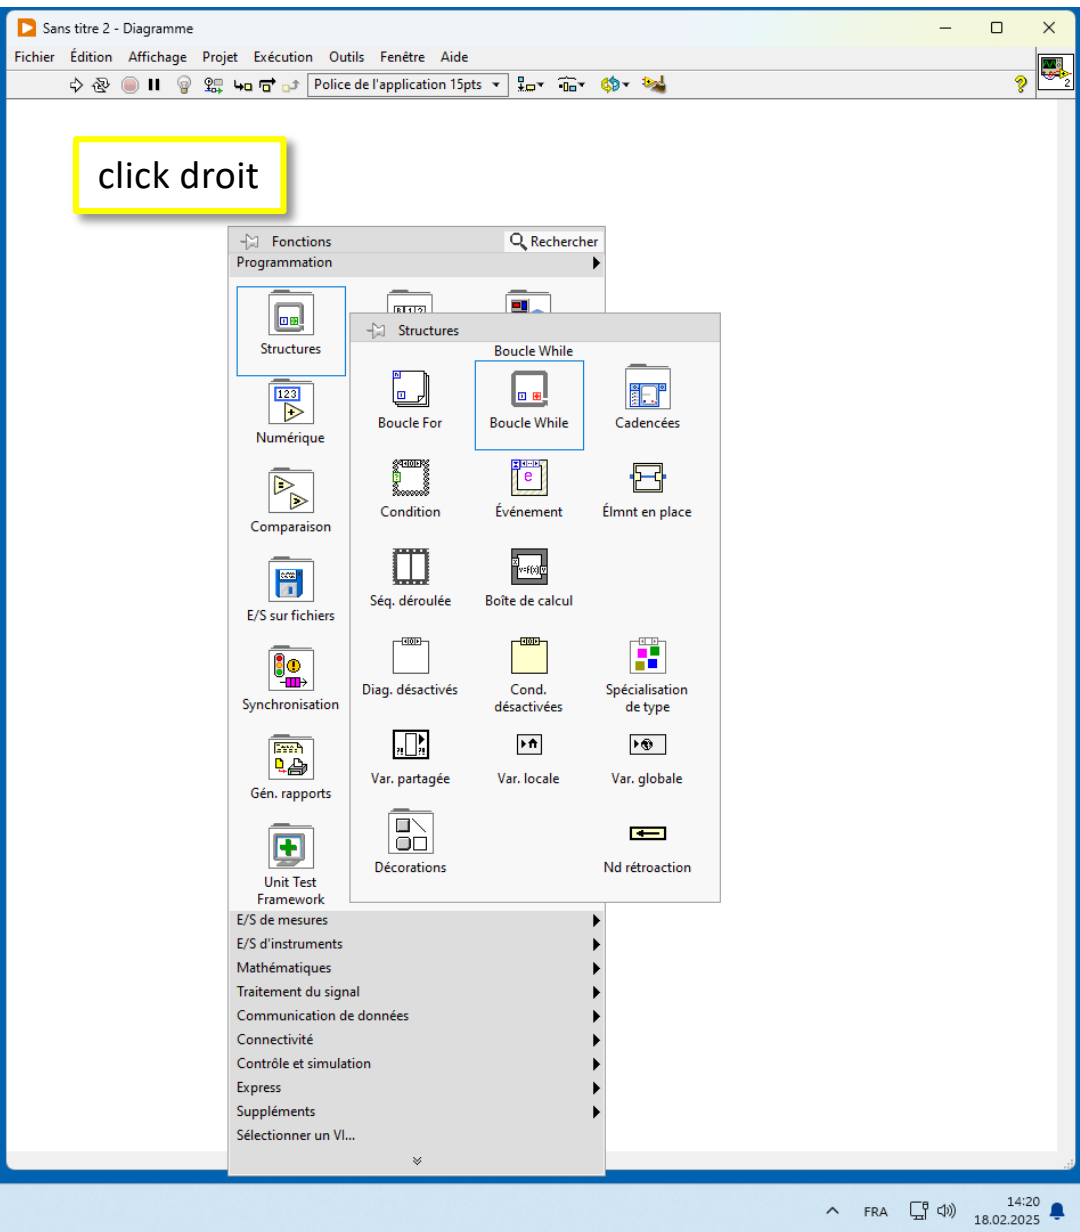 Sans titre 2 - Diagramme
Fichier Édition Affichage Projet Exécution Outils Fenêtre Aide
Police de l'application 15pts
2
click droit
Fonctions Rechercher
Programmation
Structures
Structures
Boucle While
Boucle For Boucle While Cadencées
123
Numérique
Condition Événement Élmnt en place
Comparaison
Séq. déroulée Boîte de calcul
E/S sur fichiers
Diag. désactivés Cond. désactivées Spécialisation de type
Synchronisation
Var. partagée Var. locale Var. globale
Gén. rapports
Décorations Nd rétroaction
Unit Test
Framework
E/S de mesures
E/S d'instruments
Mathématiques
Traitement du signal
Communication de données
Connectivité
Contrôle et simulation
Express
Suppléments
Sélectionner un VI...
FRA
14:20
18.02.2025